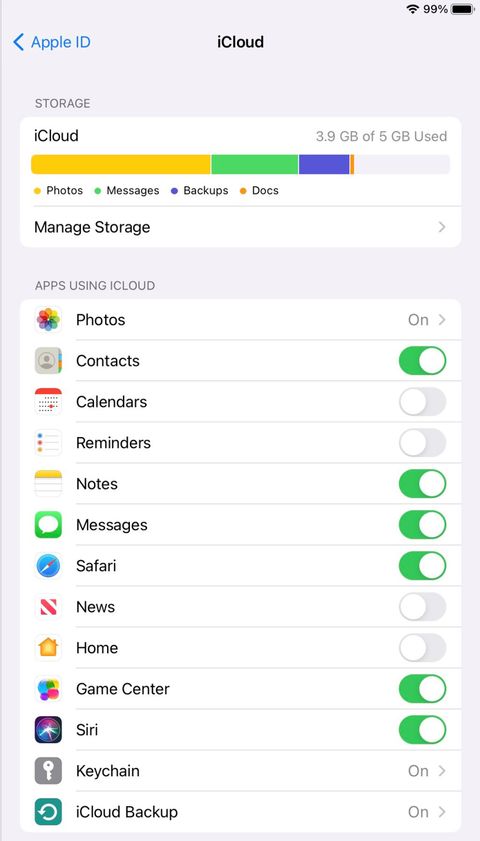 99%
Apple ID
iCloud
STORAGE
iCloud 3.9 GB of 5 GB Used
Photos Messages Backups Docs
Manage Storage
APPS USING ICLOUD
Photos On
Contacts
Calendars
Reminders
Notes
Messages
Safari
News
Home
Game Center
Siri
Keychain On
iCloud Backup On